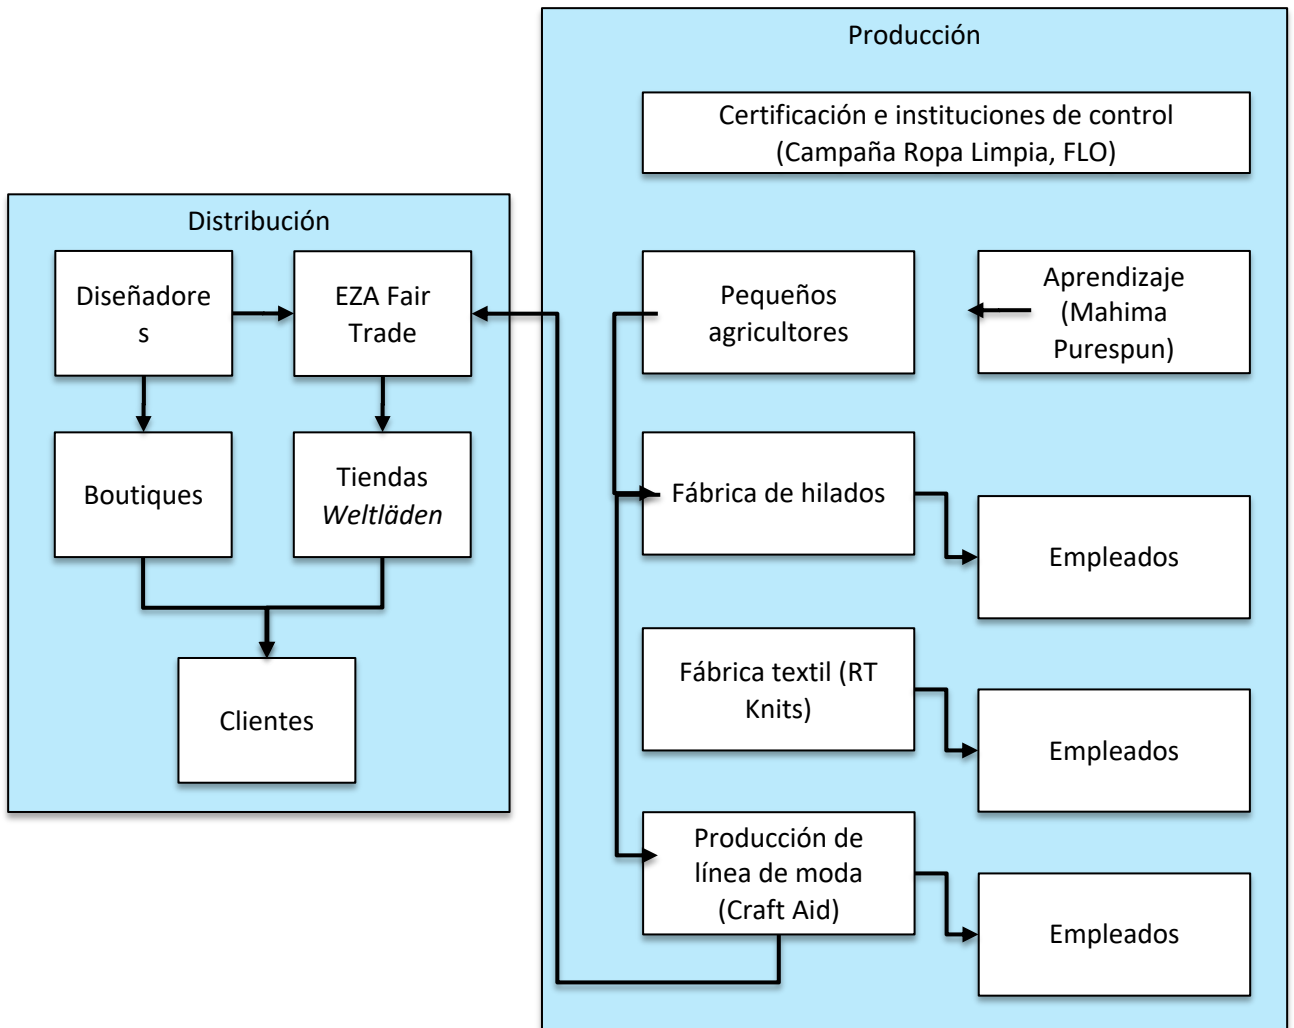 Distribución
Diseñadore
s
EZA Fair
Trade
Boutiques
Tiendas
Weltläden
Clientes
Producción
Certificación e instituciones de control
(Campaña Ropa Limpia, FLO)
Pequeños
agricultores
Aprendizaje
(Mahima
Purespun)
Fábrica de hilados
Empleados
Fábrica textil (RT
Knits)
Empleados
Producción de
línea de moda
(Craft Aid)
Empleados